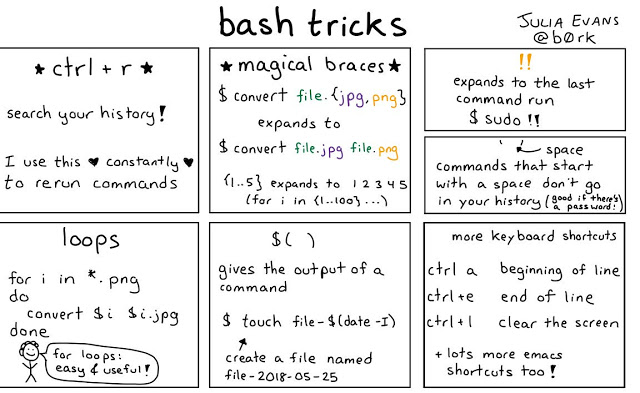 bash tricks
JULIA EVANS
@b0rk
★ ctrl + r ★
search your history!
I use this ♥ constantly ♥
to rerun commands
★ magical braces ★
$ convert file.{jpg,png}
expands to
$ convert file.jpg file.png
{1..5} expands to 1 2 3 4 5
(for i in {1..100} ...)
!!
expands to the last
command run
$ sudo !!
space
commands that start
with a space don't go
in your history (good if there's
a password!)
loops
for i in *.png
do
convert $i $i.jpg
done
for loops:
easy & useful!
$( )
gives the output of a
command
$ touch file-$(date -I)
create a file named
file-2018-05-25
more keyboard shortcuts
ctrl a beginning of line
ctrl+e end of line
ctrl+l clear the screen
+ lots more emacs
shortcuts too!